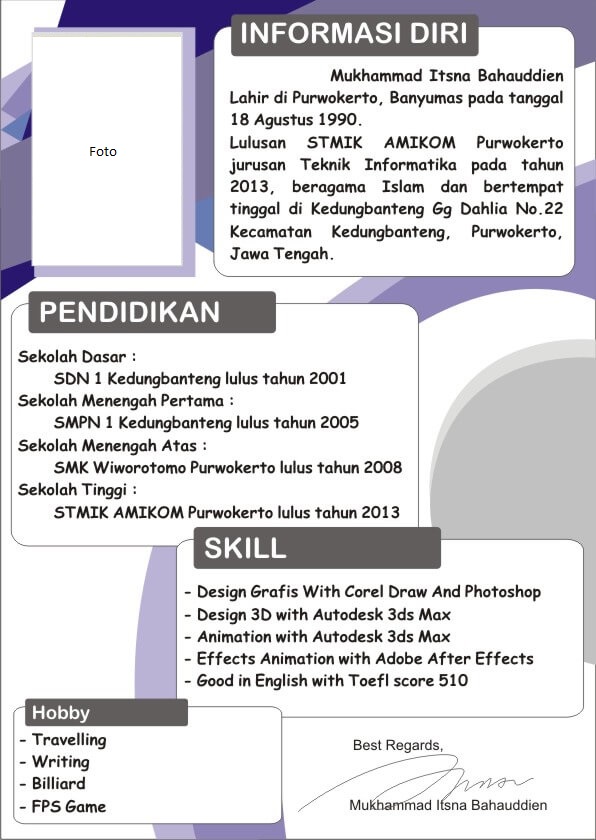 Foto
INFORMASI DIRI
Mukhammad Itsna Bahauddien
Lahir di Purwokerto, Banyumas pada tanggal
18 Agustus 1990.
Lulusan STMIK AMIKOM Purwokerto
jurusan Teknik Informatika pada tahun
2013, beragama Islam dan bertempat
tinggal di Kedungbanteng Gg Dahlia No.22
Kecamatan Kedungbanteng, Purwokerto,
Jawa Tengah.
PENDIDIKAN
Sekolah Dasar :
SDN 1 Kedungbanteng lulus tahun 2001
Sekolah Menengah Pertama :
SMPN 1 Kedungbanteng lulus tahun 2005
Sekolah Menengah Atas :
SMK Wiworotomo Purwokerto lulus tahun 2008
Sekolah Tinggi :
STMIK AMIKOM Purwokerto lulus tahun 2013
SKILL
- Design Grafis With Corel Draw And Photoshop
- Design 3D with Autodesk 3ds Max
- Animation with Autodesk 3ds Max
- Effects Animation with Adobe After Effects
- Good in English with Toefl score 510
Hobby
- Travelling
- Writing
- Billiard
- FPS Game
Best Regards,
Mukhammad Itsna Bahauddien